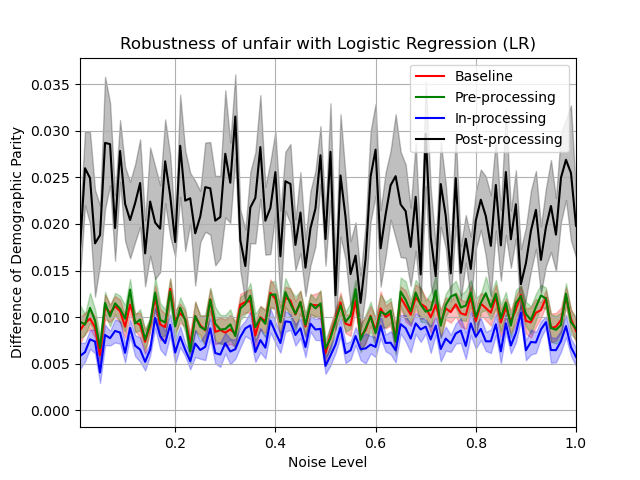 Robustness of unfair with Logistic Regression (LR)
Baseline
Pre-processing
In-processing
Post-processing
Difference of Demographic Parity
0.035
0.030
0.025
0.020
0.015
0.010
0.005
0.000
0.2 0.4 0.6 0.8 1.0
Noise Level